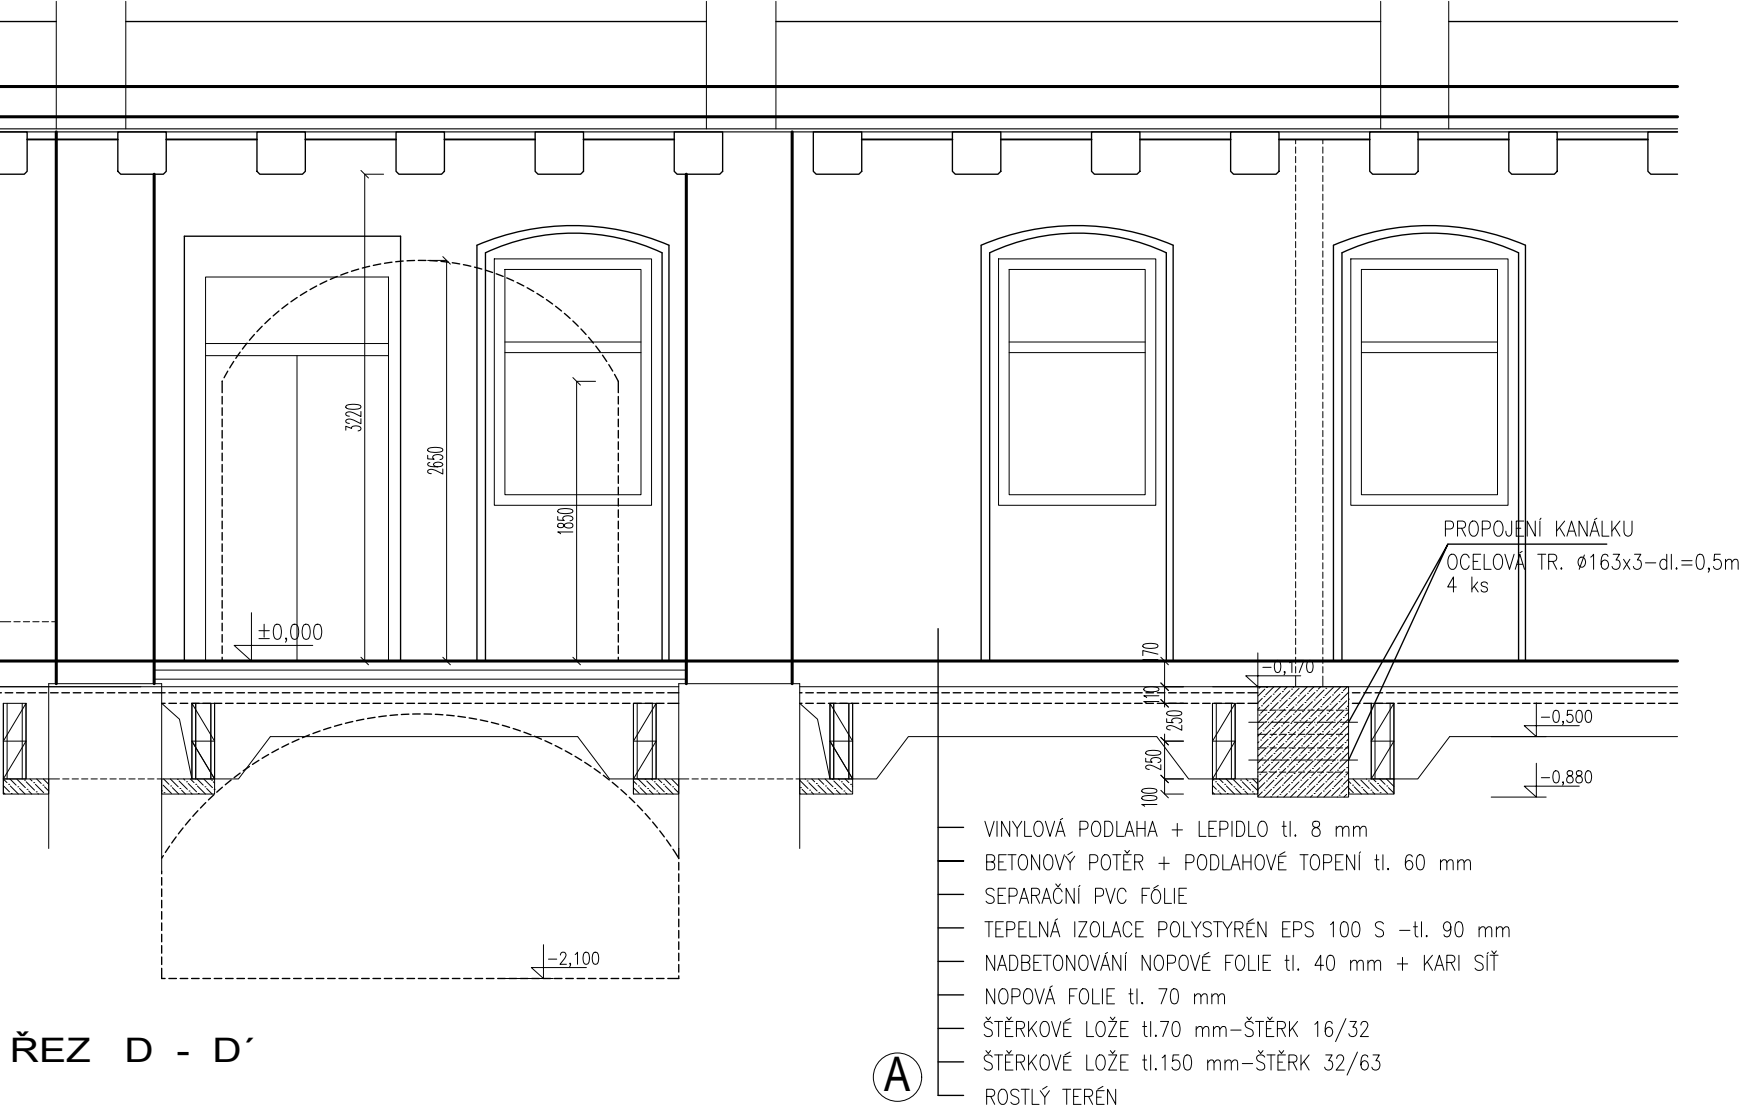 3220
2650
1850
PROPOJENÍ KANÁLKU
OCELOVÁ TR. ø163x3-dl.=0,5m
4 ks
±0,000
170
-0,170
110
250
-0,500
250
-0,880
100
VINYLOVÁ PODLAHA + LEPIDLO tl. 8 mm
BETONOVÝ POTĚR + PODLAHOVÉ TOPENÍ tl. 60 mm
SEPARAČNÍ PVC FÓLIE
TEPELNÁ IZOLACE POLYSTYRÉN EPS 100 S -tl. 90 mm
-2,100
NADBETONOVÁNÍ NOPOVÉ FOLIE tl. 40 mm + KARI SÍŤ
NOPOVÁ FOLIE tl. 70 mm
ŠTĚRKOVÉ LOŽE tl.70 mm-ŠTĚRK 16/32
ŘEZ D - D´
ŠTĚRKOVÉ LOŽE tl.150 mm-ŠTĚRK 32/63
A
ROSTLÝ TERÉN